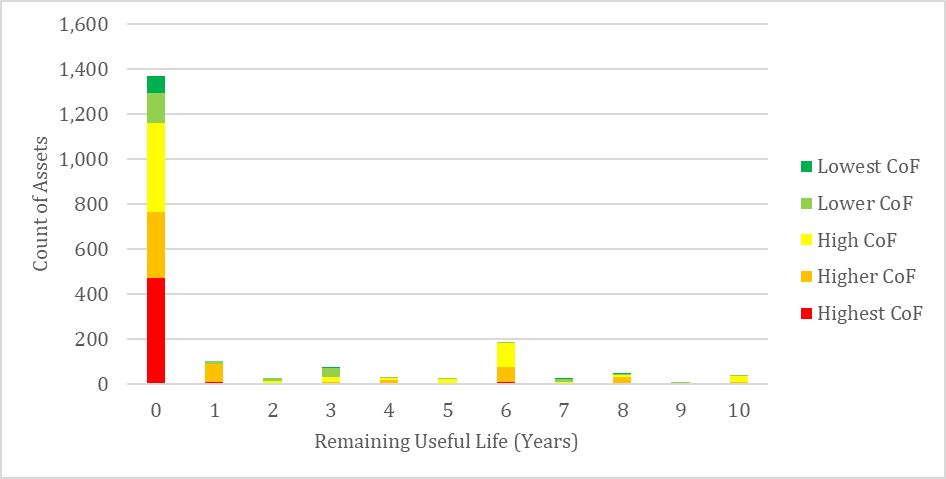 1,600
1,400
1,200
1,000
800
600
400
200
0
Count of Assets
0 1 2 3 4 5 6 7 8 9 10
Remaining Useful Life (Years)
Lowest CoF
Lower CoF
High CoF
Higher CoF
Highest CoF